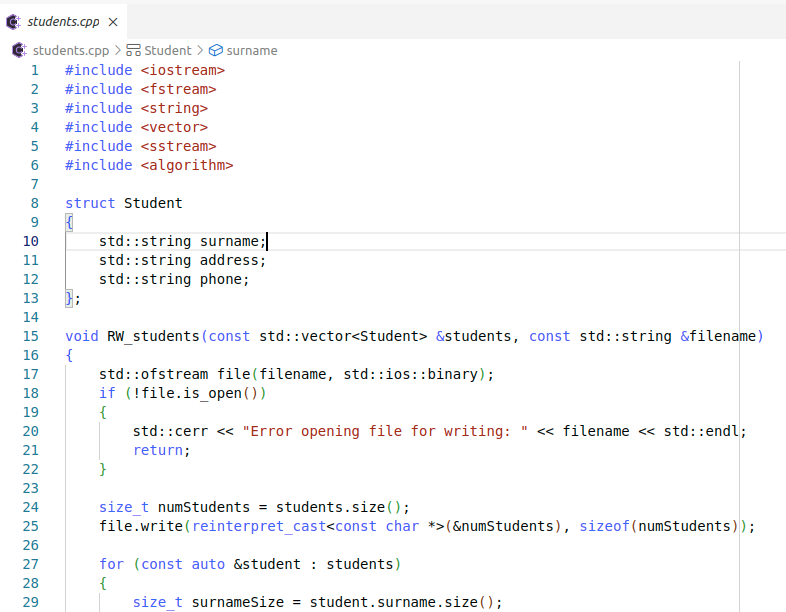 students.cpp
students.cpp > Student > surname
1 #include <iostream>
2 #include <fstream>
3 #include <string>
4 #include <vector>
5 #include <sstream>
6 #include <algorithm>
7
8 struct Student
9 {
10     std::string surname;
11     std::string address;
12     std::string phone;
13 };
14
15 void RW_students(const std::vector<Student> &students, const std::string &filename)
16 {
17     std::ofstream file(filename, std::ios::binary);
18     if (!file.is_open())
19     {
20         std::cerr << "Error opening file for writing: " << filename << std::endl;
21         return;
22     }
23
24     size_t numStudents = students.size();
25     file.write(reinterpret_cast<const char *>(&numStudents), sizeof(numStudents));
26
27     for (const auto &student : students)
28     {
29         size_t surnameSize = student.surname.size();